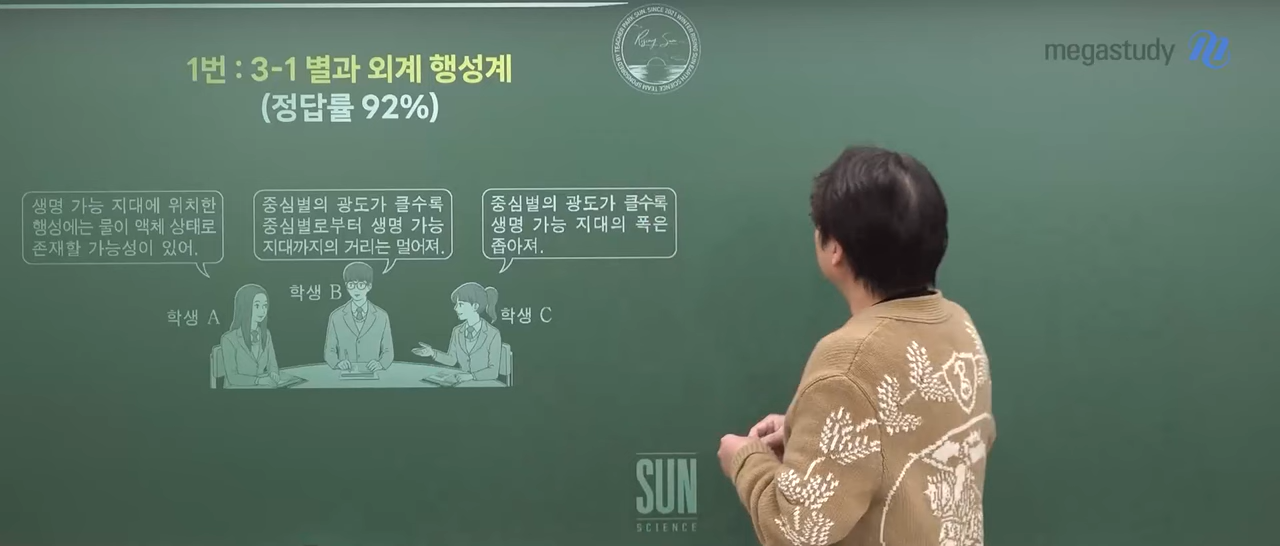 1번 : 3-1 별과 외계 행성계
(정답률 92%)
megastudy
생명 가능 지대에 위치한
행성에는 물이 액체 상태로
존재할 가능성이 있어.
중심별의 광도가 클수록
중심별로부터 생명 가능
지대까지의 거리는 멀어져.
중심별의 광도가 클수록
생명 가능 지대의 폭은
좁아져.
학생 A
학생 B
학생 C
SUN
SCIENCE